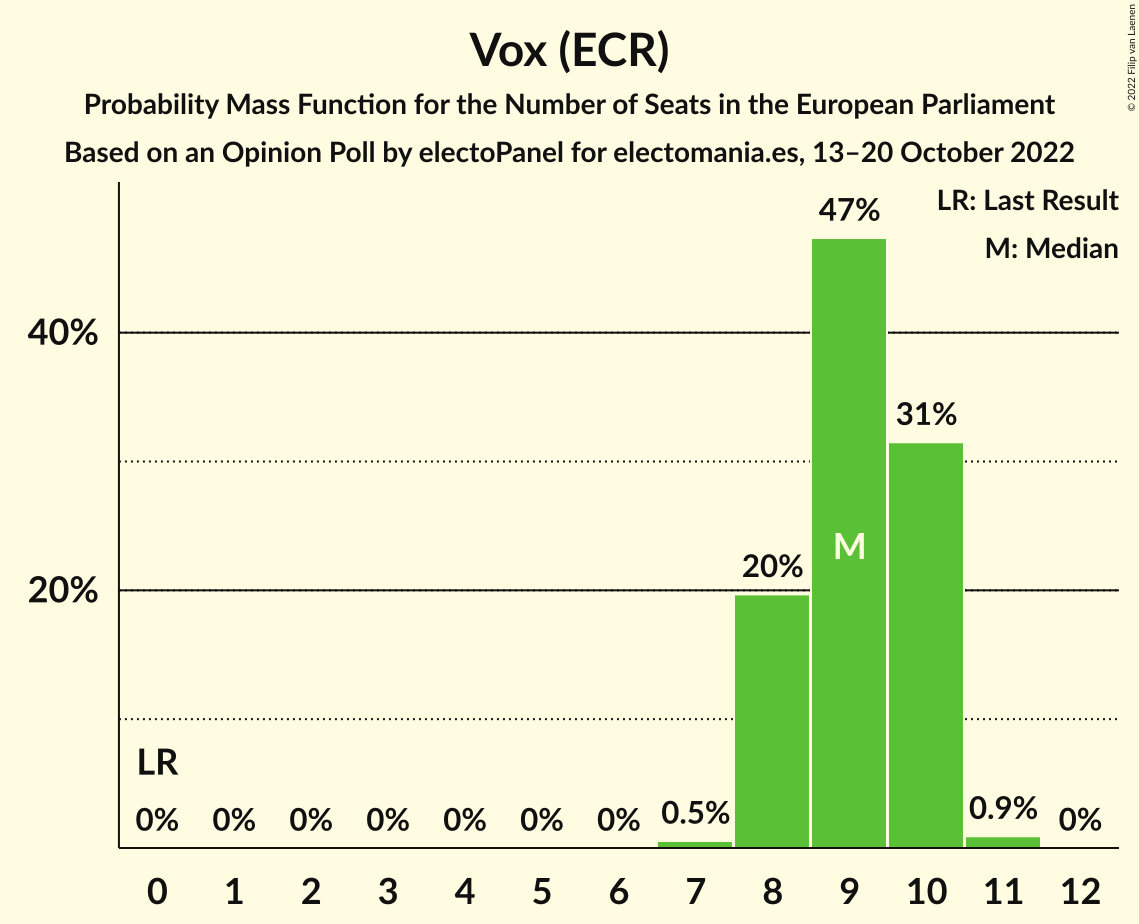 Vox (ECR)
Probability Mass Function for the Number of Seats in the European Parliament
Based on an Opinion Poll by electoPanel for electomania.es, 13–20 October 2022
© 2022 Filip van Laenen
LR: Last Result
M: Median
47%
40%
31%
M
20%
20%
LR
0% 0% 0% 0% 0% 0% 0% 0.5% 0.9% 0%
0 1 2 3 4 5 6 7 8 9 10 11 12